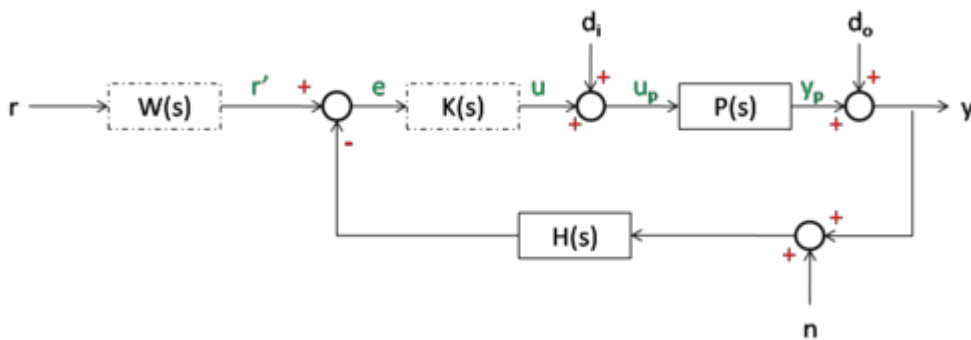 dᵢ
dₒ
r
W(s)
r'
+
e
K(s)
u
+
+
uₚ
P(s)
yₚ
+
+
y
-
H(s)
+
+
n